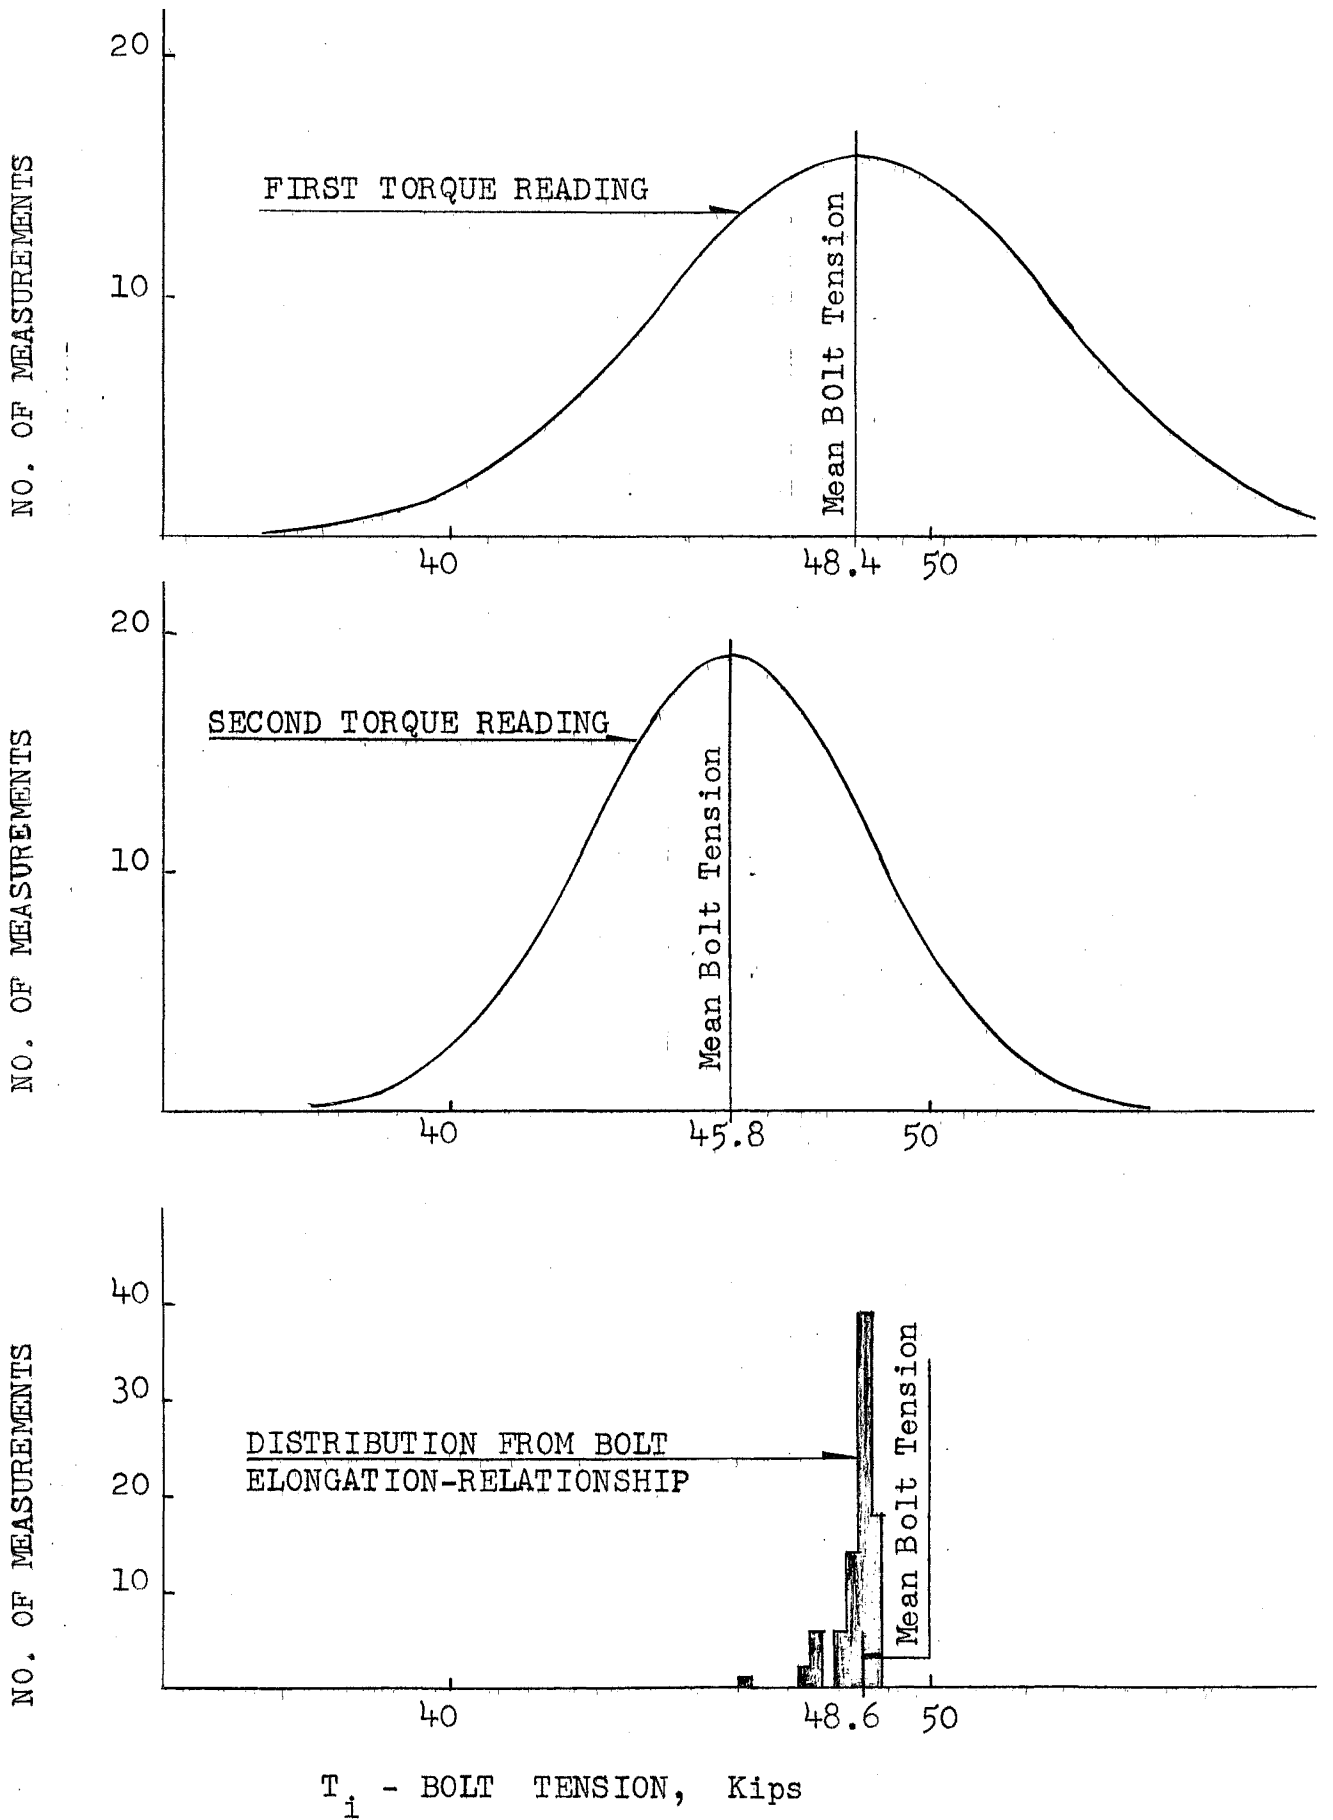 20
FIRST TORQUE READING
10
NO. OF MEASUREMENTS
Mean BOlt Tension
40
48.4
50
20
SECOND TORQUE READING
10
NO. OF MEASUREMENTS
Mean Bolt Tension
40
45.8
50
40
30
20
10
NO. OF MEASUREMENTS
DISTRIBUTION FROM BOLT
ELONGATION-RELATIONSHIP
Mean Bolt Tension
40
48.6
50
Ti - BOLT TENSION, Kips